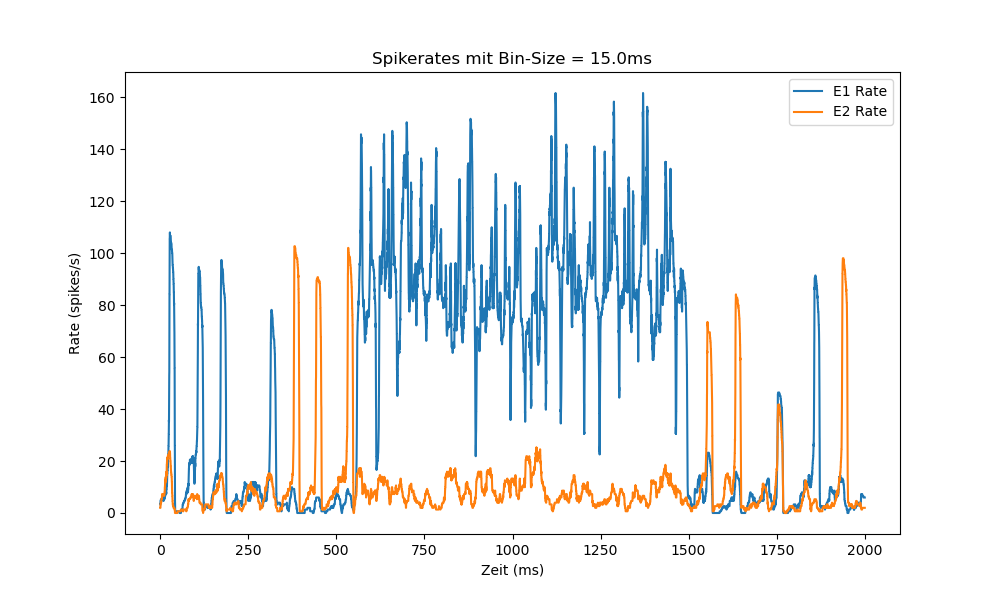 Spikerates mit Bin-Size = 15.0ms
E1 Rate
E2 Rate
160
140
120
100
80
60
40
20
0
Rate (spikes/s)
0 250 500 750 1000 1250 1500 1750 2000
Zeit (ms)